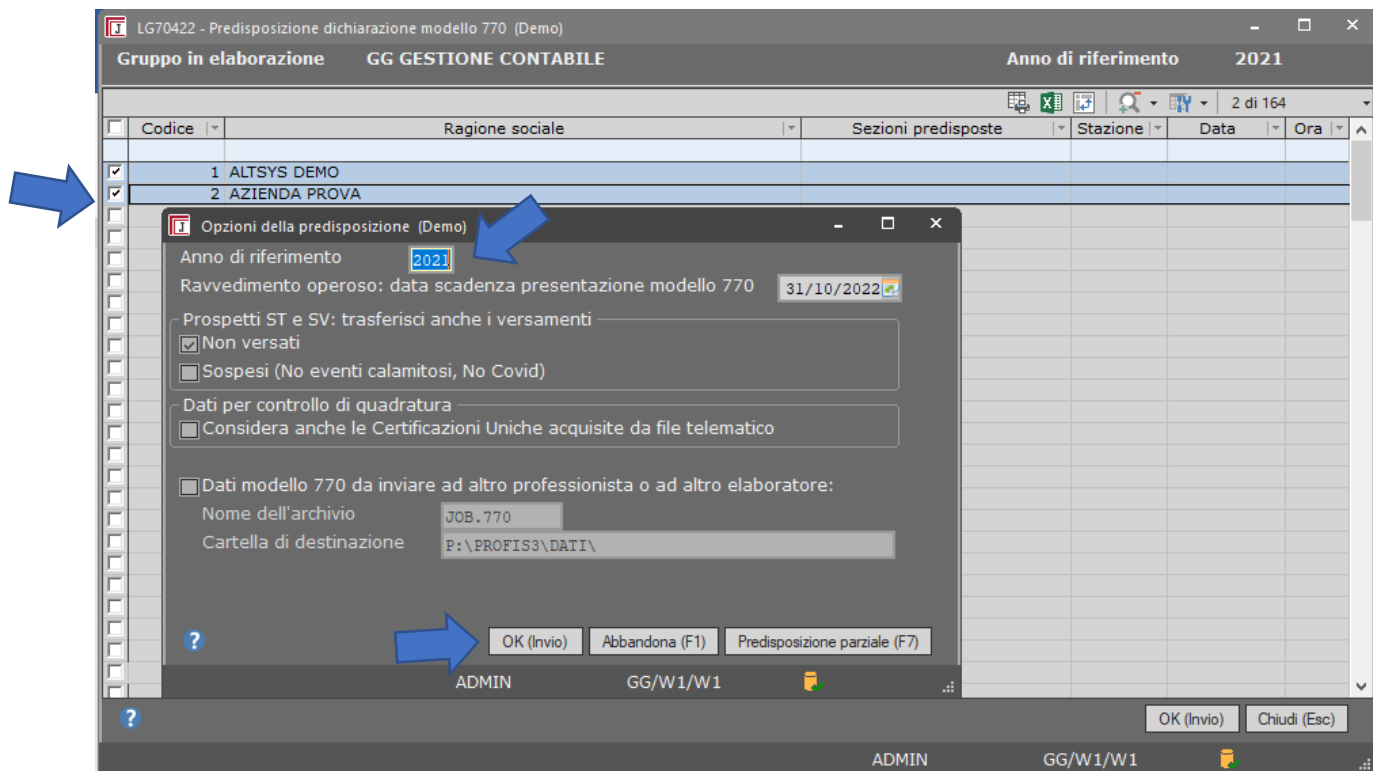 LG70422 - Predisposizione dichiarazione modello 770 (Demo)
Gruppo in elaborazione GG GESTIONE CONTABILE Anno di riferimento 2021
2 di 164
Codice Ragione sociale Sezioni predisposte Stazione Data Ora
1 ALTSYS DEMO
2 AZIENDA PROVA
Opzioni della predisposizione (Demo)
Anno di riferimento 2021
Ravvedimento operoso: data scadenza presentazione modello 770 31/10/2022
Prospetti ST e SV: trasferisci anche i versamenti
Non versati
Sospesi (No eventi calamitosi, No Covid)
Dati per controllo di quadratura
Considera anche le Certificazioni Uniche acquisite da file telematico
Dati modello 770 da inviare ad altro professionista o ad altro elaboratore:
Nome dell'archivio JOB.770
Cartella di destinazione P:\PROFIS3\DATI\
? OK (Invio) Abbandona (F1) Predisposizione parziale (F7)
ADMIN GG/W1/W1
? OK (Invio) Chiudi (Esc)
ADMIN GG/W1/W1